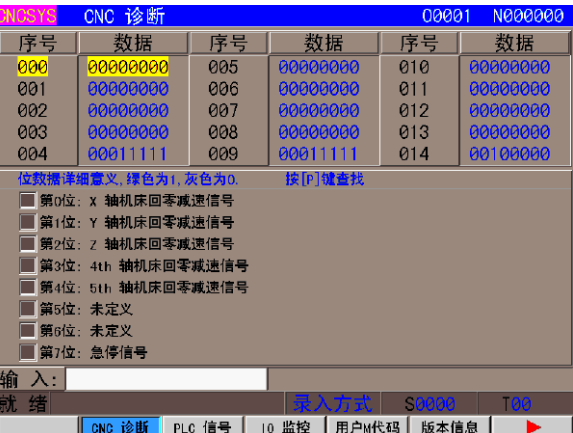 CNCSYS CNC 诊断 O0001 N000000
序号 数据 序号 数据 序号 数据
000 00000000 005 00000000 010 00000000
001 00000000 006 00000000 011 00000000
002 00000000 007 00000000 012 00000000
003 00000000 008 00000000 013 00000000
004 00011111 009 00011111 014 00100000
位数据详细意义,绿色为1,灰色为0. 按[P]键查找
第0位: X 轴机床回零减速信号
第1位: Y 轴机床回零减速信号
第2位: Z 轴机床回零减速信号
第3位: 4th 轴机床回零减速信号
第4位: 5th 轴机床回零减速信号
第5位: 未定义
第6位: 未定义
第7位: 急停信号
输 入:
就 绪 录入方式 S0000 T00
CNC 诊断 PLC 信号 IO 监控 用户M代码 版本信息